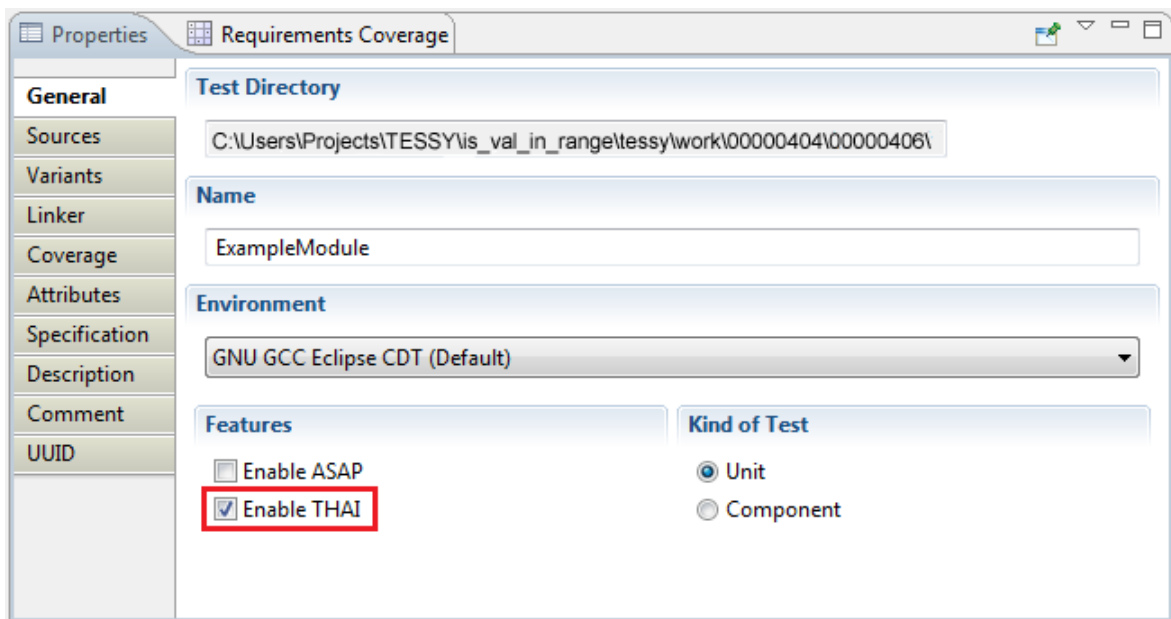 Properties
Requirements Coverage
General
Sources
Variants
Linker
Coverage
Attributes
Specification
Description
Comment
UUID
Test Directory
C:\Users\Projects\TESSY\is_val_in_range\tessy\work\00000404\00000406\
Name
ExampleModule
Environment
GNU GCC Eclipse CDT (Default)
Features
Enable ASAP
Enable THAI
Kind of Test
Unit
Component